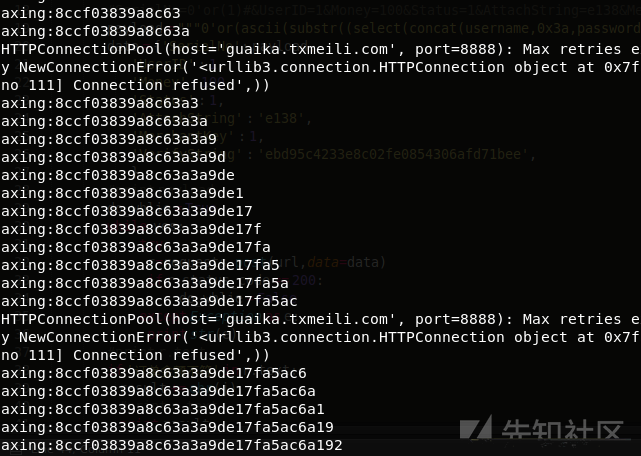 axing:8ccf03839a8c63
axing:8ccf03839a8c63a
HTTPConnectionPool(host='guaika.txmeili.com', port=8888): Max retries e
y NewConnectionError('<urllib3.connection.HTTPConnection object at 0x7f
no 111] Connection refused',))
axing:8ccf03839a8c63a3
axing:8ccf03839a8c63a3a
axing:8ccf03839a8c63a3a9
axing:8ccf03839a8c63a3a9d
axing:8ccf03839a8c63a3a9de
axing:8ccf03839a8c63a3a9de1
axing:8ccf03839a8c63a3a9de17
axing:8ccf03839a8c63a3a9de17f
axing:8ccf03839a8c63a3a9de17fa
axing:8ccf03839a8c63a3a9de17fa5
axing:8ccf03839a8c63a3a9de17fa5a
axing:8ccf03839a8c63a3a9de17fa5ac
HTTPConnectionPool(host='guaika.txmeili.com', port=8888): Max retries e
y NewConnectionError('<urllib3.connection.HTTPConnection object at 0x7f
no 111] Connection refused',))
axing:8ccf03839a8c63a3a9de17fa5ac6
axing:8ccf03839a8c63a3a9de17fa5ac6a
axing:8ccf03839a8c63a3a9de17fa5ac6a1
axing:8ccf03839a8c63a3a9de17fa5ac6a19
axing:8ccf03839a8c63a3a9de17fa5ac6a192
先知社区